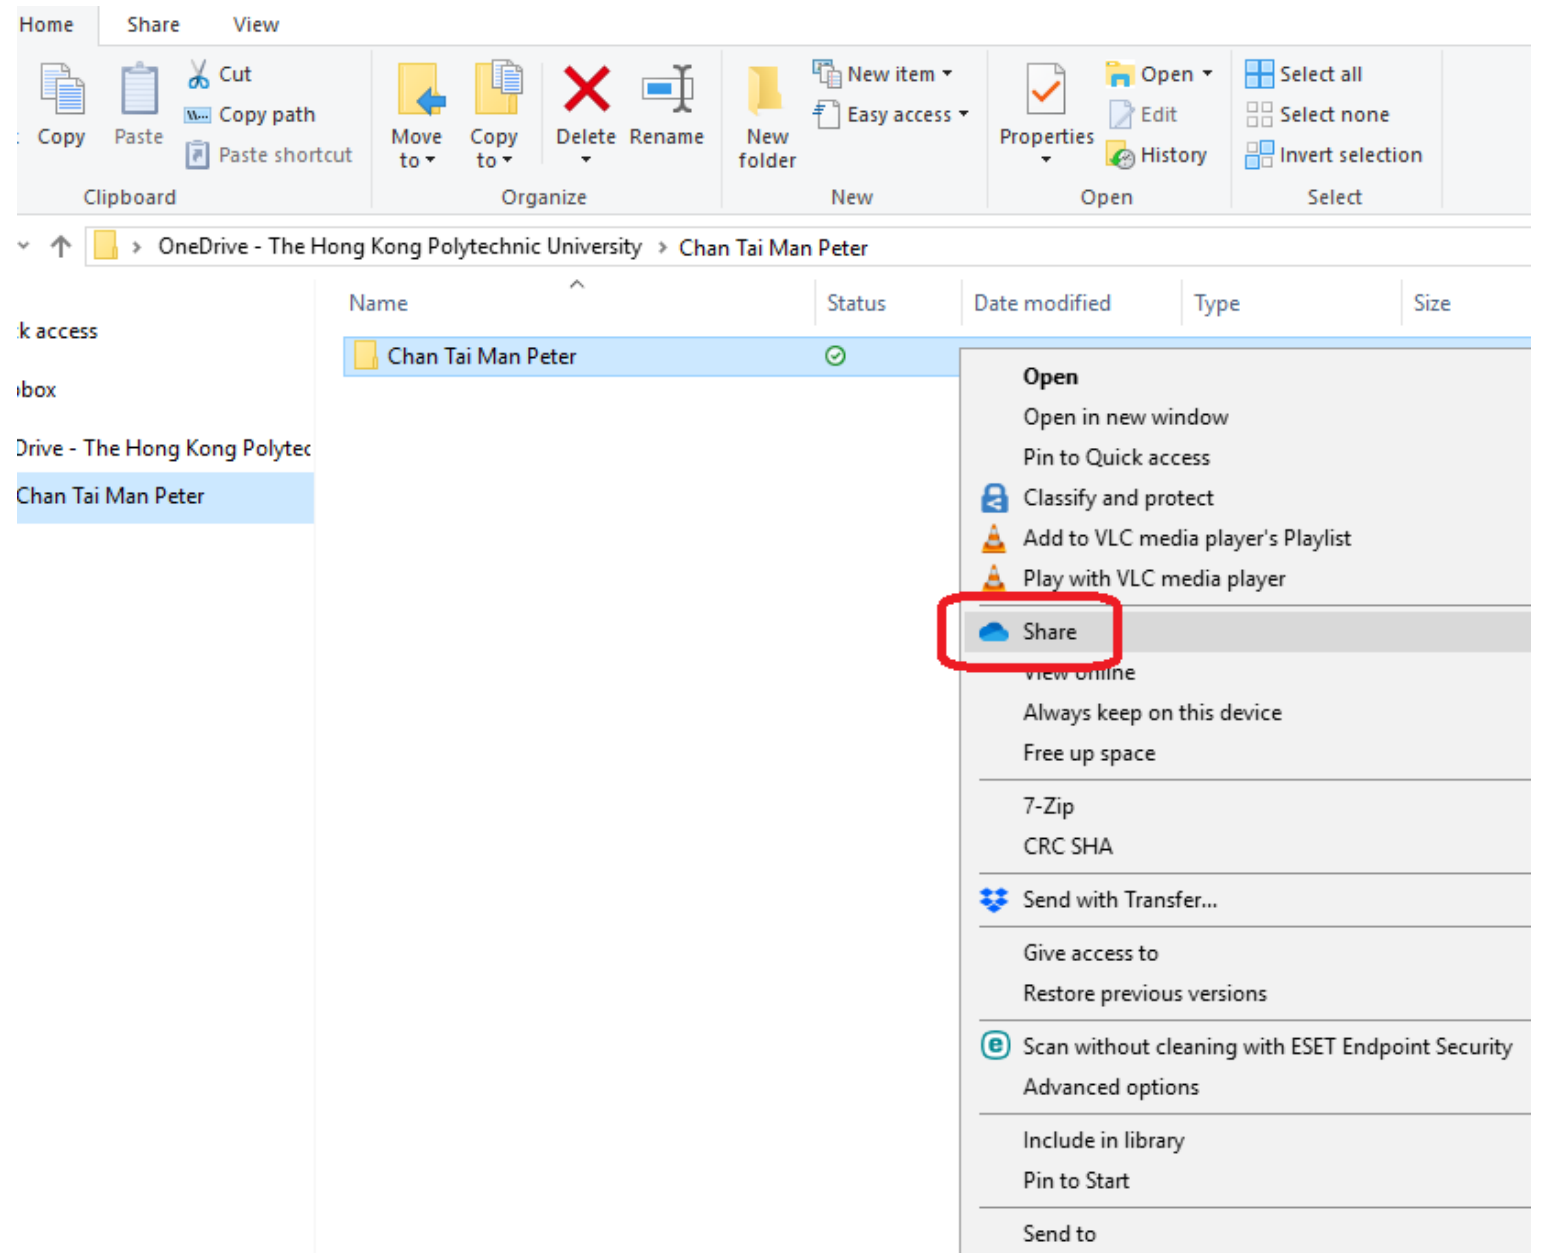 Home Share View
Cut
Copy path
Paste shortcut
Copy Paste
Move to
Copy to
Delete Rename
New folder
New item
Easy access
Properties
Open
Edit
History
Select all
Select none
Invert selection
Clipboard Organize New Open Select
OneDrive - The Hong Kong Polytechnic University > Chan Tai Man Peter
Name Status Date modified Type Size
k access
box
Drive - The Hong Kong Polytec
Chan Tai Man Peter
Chan Tai Man Peter
Open
Open in new window
Pin to Quick access
Classify and protect
Add to VLC media player's Playlist
Play with VLC media player
Share
View online
Always keep on this device
Free up space
7-Zip
CRC SHA
Send with Transfer...
Give access to
Restore previous versions
Scan without cleaning with ESET Endpoint Security
Advanced options
Include in library
Pin to Start
Send to